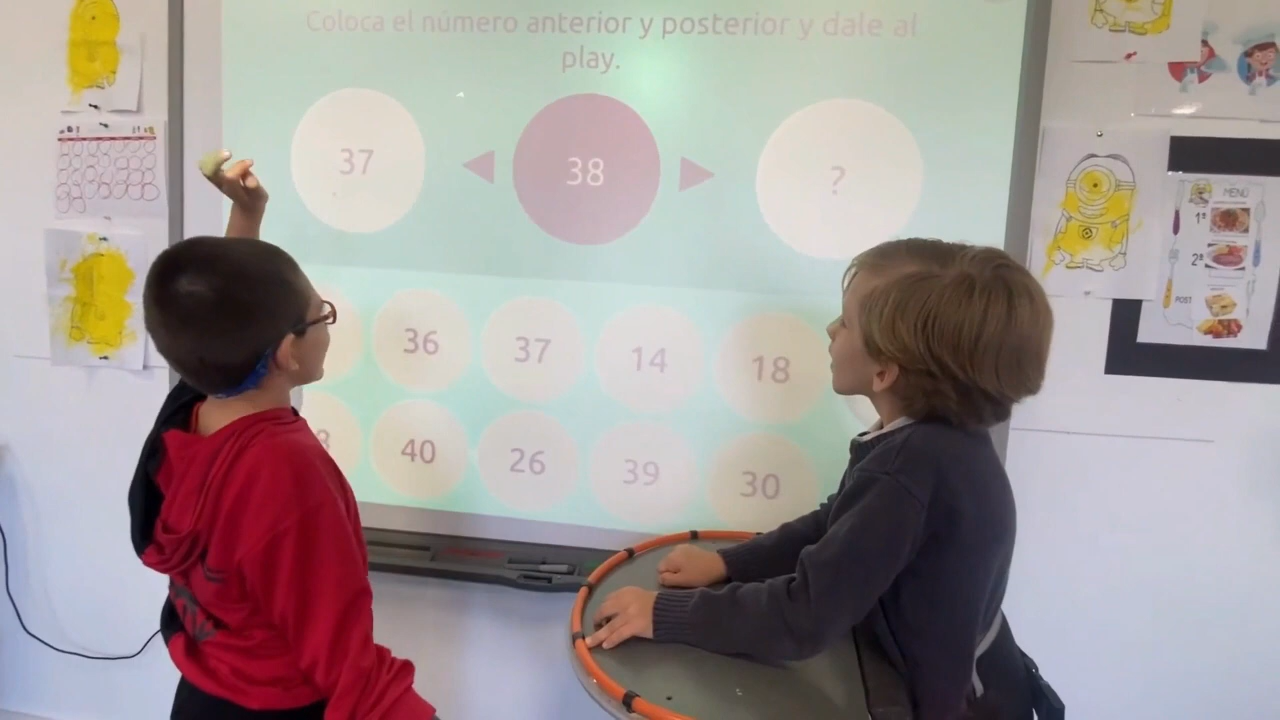 Coloca el número anterior y posterior y dale al
play.
37
38
?
36
37
14
18
40
26
39
30
MENÚ
1º
2º
POST